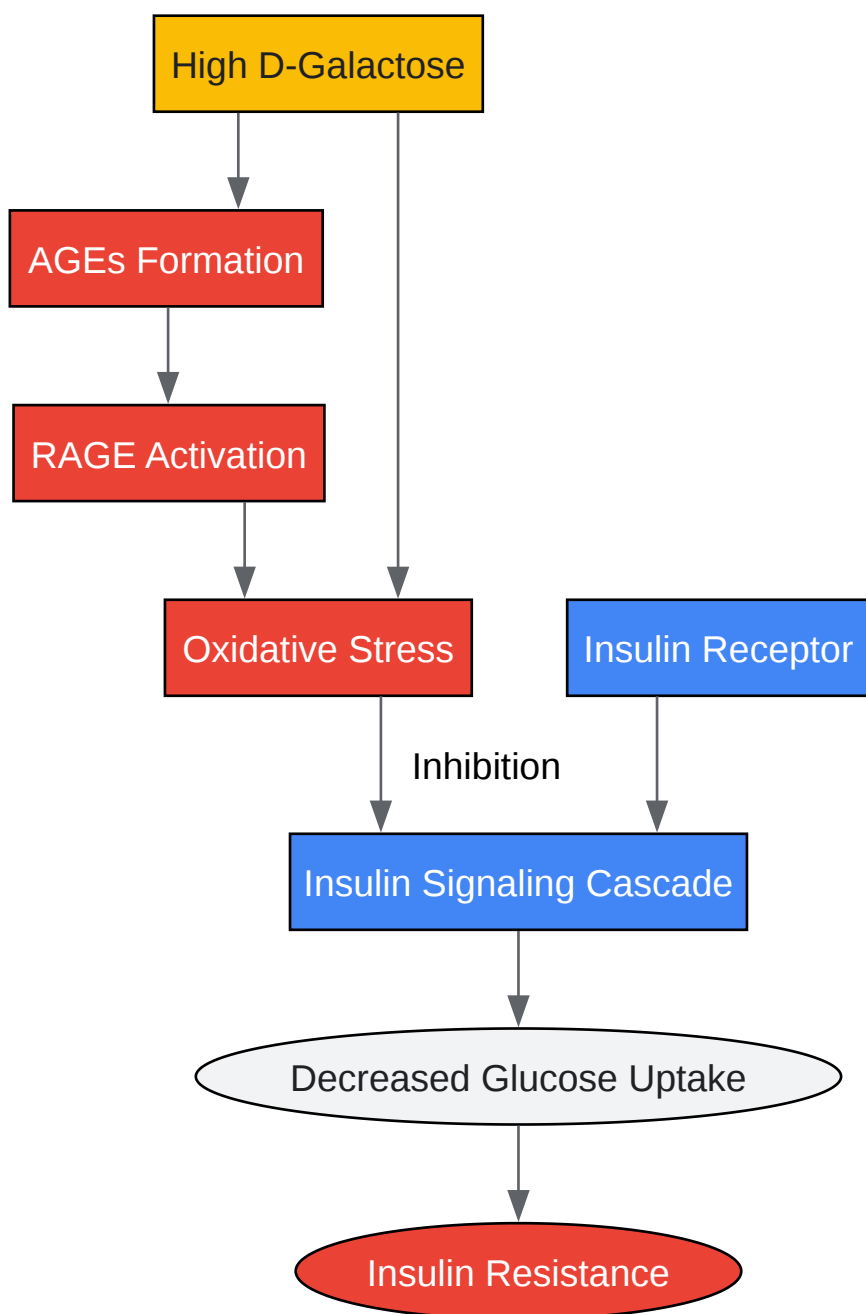 High D-Galactose
AGEs Formation
RAGE Activation
Oxidative Stress
Insulin Receptor
Inhibition
Insulin Signaling Cascade
Decreased Glucose Uptake
Insulin Resistance